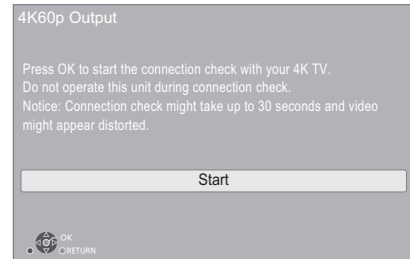 4K60p Output
Press OK to start the connection check with your 4K TV.
Do not operate this unit during connection check.
Notice: Connection check might take up to 30 seconds and video
might appear distorted.
Start
OK
RETURN